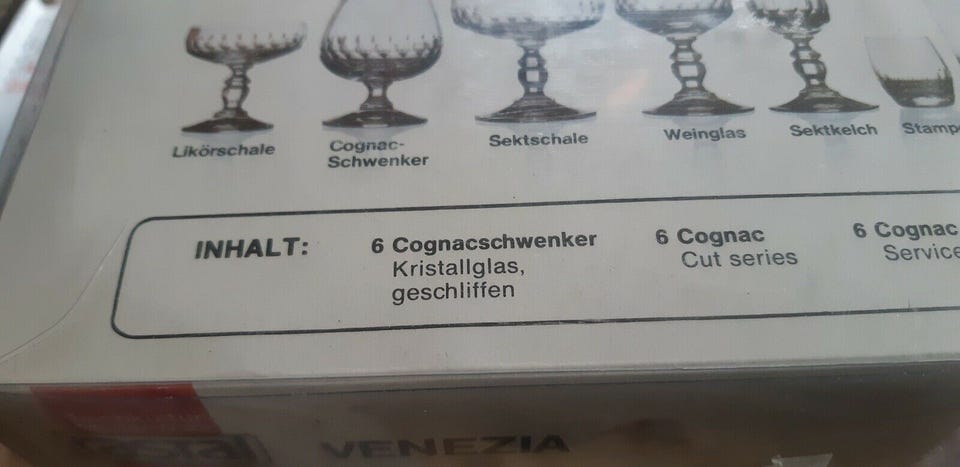 Likörschale
Cognac-
Schwenker
Sektschale
Weinglas
Sektkelch
Stamp
INHALT:
6 Cognacschwenker
Kristallglas,
geschliffen
6 Cognac
Cut series
6 Cognac
Service
VENEZIA